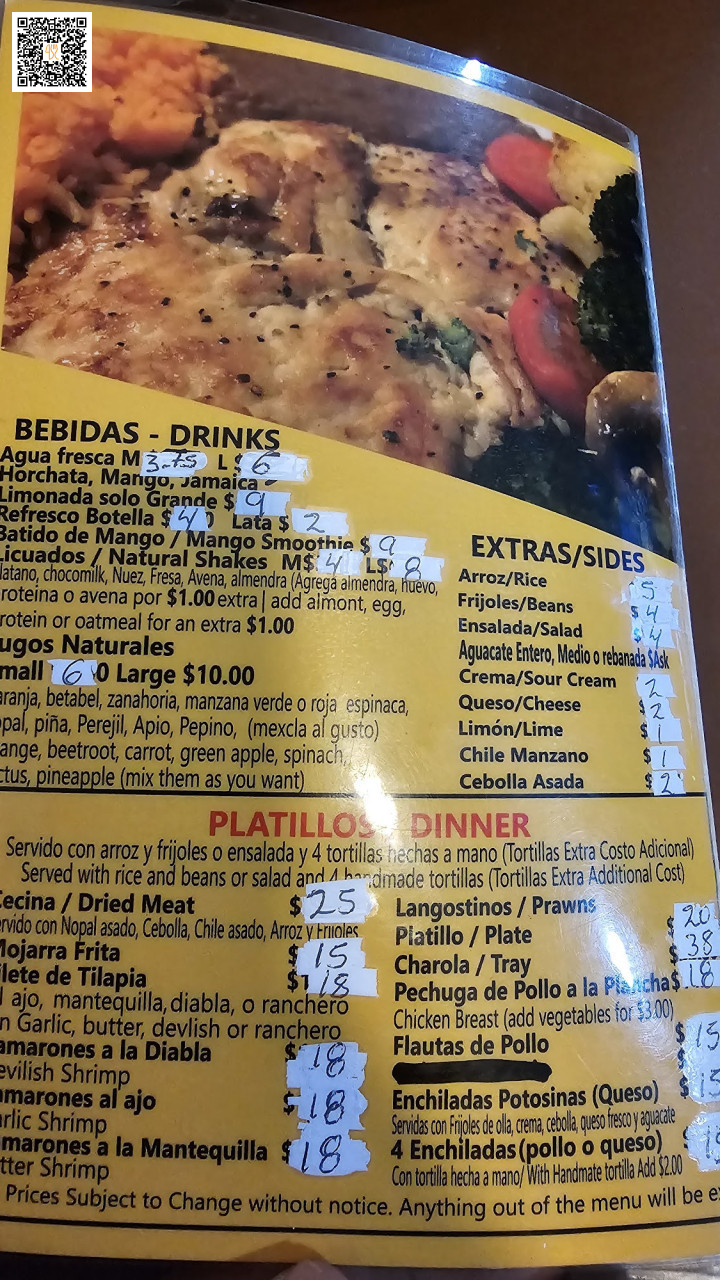 BEBIDAS - DRINKS
Agua fresca M 3.75 L $ 6
Horchata, Mango, Jamaica
Limonada solo Grande $ 9
Refresco Botella $ 4 Lata $ 2
Batido de Mango / Mango Smoothie $ 9
Licuados / Natural Shakes M$ 4 L$ 8
latano, chocomilk, Nuez, Fresa, Avena, almendra (Agrega almendra, huevo,
roteina o avena por $1.00 extra | add almont, egg,
rotein or oatmeal for an extra $1.00
ugos Naturales
mall 6 0 Large $10.00
aranja, betabel, zanahoria, manzana verde o roja espinaca,
opal, piña, Perejil, Apio, Pepino, (mexcla al gusto)
ange, beetroot, carrot, green apple, spinach,
ctus, pineapple (mix them as you want)
EXTRAS/SIDES
Arroz/Rice 5
Frijoles/Beans $ 4
Ensalada/Salad $ 4
Aguacate Entero, Medio o rebanada $Ask
Crema/Sour Cream 2
Queso/Cheese $ 2
Limón/Lime $ 1
Chile Manzano $ 1
Cebolla Asada $ 2
PLATILLOS / DINNER
Servido con arroz y frijoles o ensalada y 4 tortillas hechas a mano (Tortillas Extra Costo Adicional)
Served with rice and beans or salad and 4 handmade tortillas (Tortillas Extra Additional Cost)
Cecina / Dried Meat $ 25
ervido con Nopal asado, Cebolla, Chile asado, Arroz y Frijoles
Mojarra Frita $ 15
ilete de Tilapia $ 18
l ajo, mantequilla, diabla, o ranchero
n Garlic, butter, devlish or ranchero
amarones a la Diabla $ 18
evilish Shrimp
amarones al ajo $ 18
arlic Shrimp
marones a la Mantequilla $ 18
tter Shrimp
Langostinos / Prawns
Platillo / Plate $ 20
Charola / Tray $ 38
Pechuga de Pollo a la Plancha $ 18
Chicken Breast (add vegetables for $3.00)
Flautas de Pollo $ 15
Enchiladas Potosinas (Queso) $ 15
Servidas con Frijoles de olla, crema, cebolla, queso fresco y aguacate
4 Enchiladas (pollo o queso) $
Con tortilla hecha a mano/ With Handmate tortilla Add $2.00
Prices Subject to Change without notice. Anything out of the menu will be e